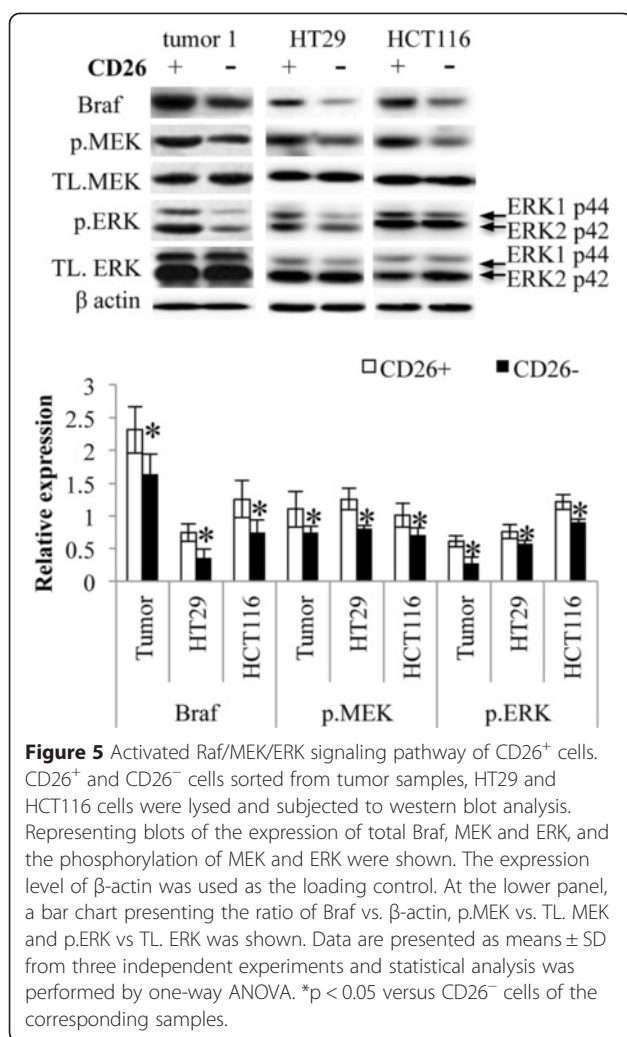 tumor 1 HT29 HCT116
CD26 + - + - + -
Braf
p.MEK
TL.MEK
p.ERK ERK1 p44
ERK2 p42
TL. ERK ERK1 p44
ERK2 p42
β actin
□CD26+ ■CD26-
Relative expression
3
2.5
2
1.5
1
0.5
0
* * * * * * * * *
Tumor HT29 HCT116 Tumor HT29 HCT116 Tumor HT29 HCT116
Braf p.MEK p.ERK
Figure 5 Activated Raf/MEK/ERK signaling pathway of CD26⁺ cells.
CD26⁺ and CD26⁻ cells sorted from tumor samples, HT29 and
HCT116 cells were lysed and subjected to western blot analysis.
Representing blots of the expression of total Braf, MEK and ERK, and
the phosphorylation of MEK and ERK were shown. The expression
level of β-actin was used as the loading control. At the lower panel,
a bar chart presenting the ratio of Braf vs. β-actin, p.MEK vs. TL. MEK
and p.ERK vs TL. ERK was shown. Data are presented as means ± SD
from three independent experiments and statistical analysis was
performed by one-way ANOVA. *p < 0.05 versus CD26⁻ cells of the
corresponding samples.